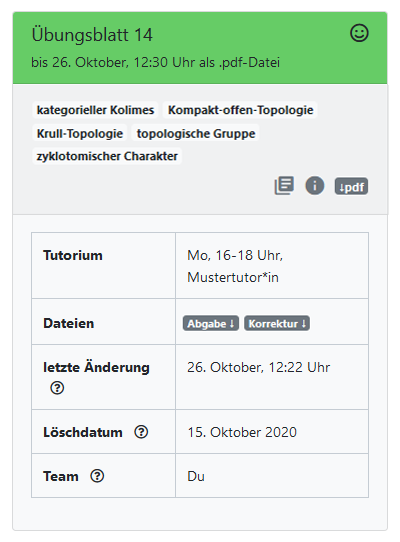 Übungsblatt 14
bis 26. Oktober, 12:30 Uhr als .pdf-Datei
kategorieller Kolimes Kompakt-offen-Topologie
Krull-Topologie topologische Gruppe
zyklotomischer Charakter
↓pdf
Tutorium Mo, 16-18 Uhr,
Mustertutor*in
Dateien Abgabe ↓ Korrektur ↓
letzte Änderung 26. Oktober, 12:22 Uhr
Löschdatum 15. Oktober 2020
Team Du